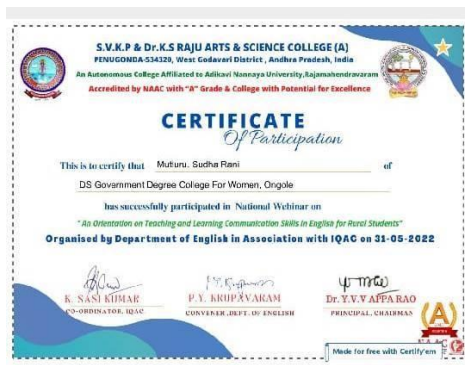 S.V.K.P & Dr.K.S RAJU ARTS & SCIENCE COLLEGE (A)
PENUGONDA-534320, West Godavari District , Andhra Pradesh, India
An Autonomous College Affiliated to Adikavi Nannaya University,Rajamahendravaram
Accredited by NAAC with "A" Grade & College with Potential for Excellence
CERTIFICATE
Of Participation
This is to certify that Mutluru. Sudha Rani of
DS Government Degree Collage For Women, Ongole
has successfully participated in National Webinar on
"An Orientation on Teaching and Learning Communication Skills in English for Rural Students"
Organised by Department of English in Association with IQAC on 31-05-2022
K. SASI KUMAR
CO-ORDINATOR, IQAC
P.Y. KRUPAVARAM
CONVENER ,DEPT. OF ENGLISH
Dr. Y.V.V APPA RAO
PRINCIPAL, CHAIRMAN
A
NAAC
Made for free with Certify'em